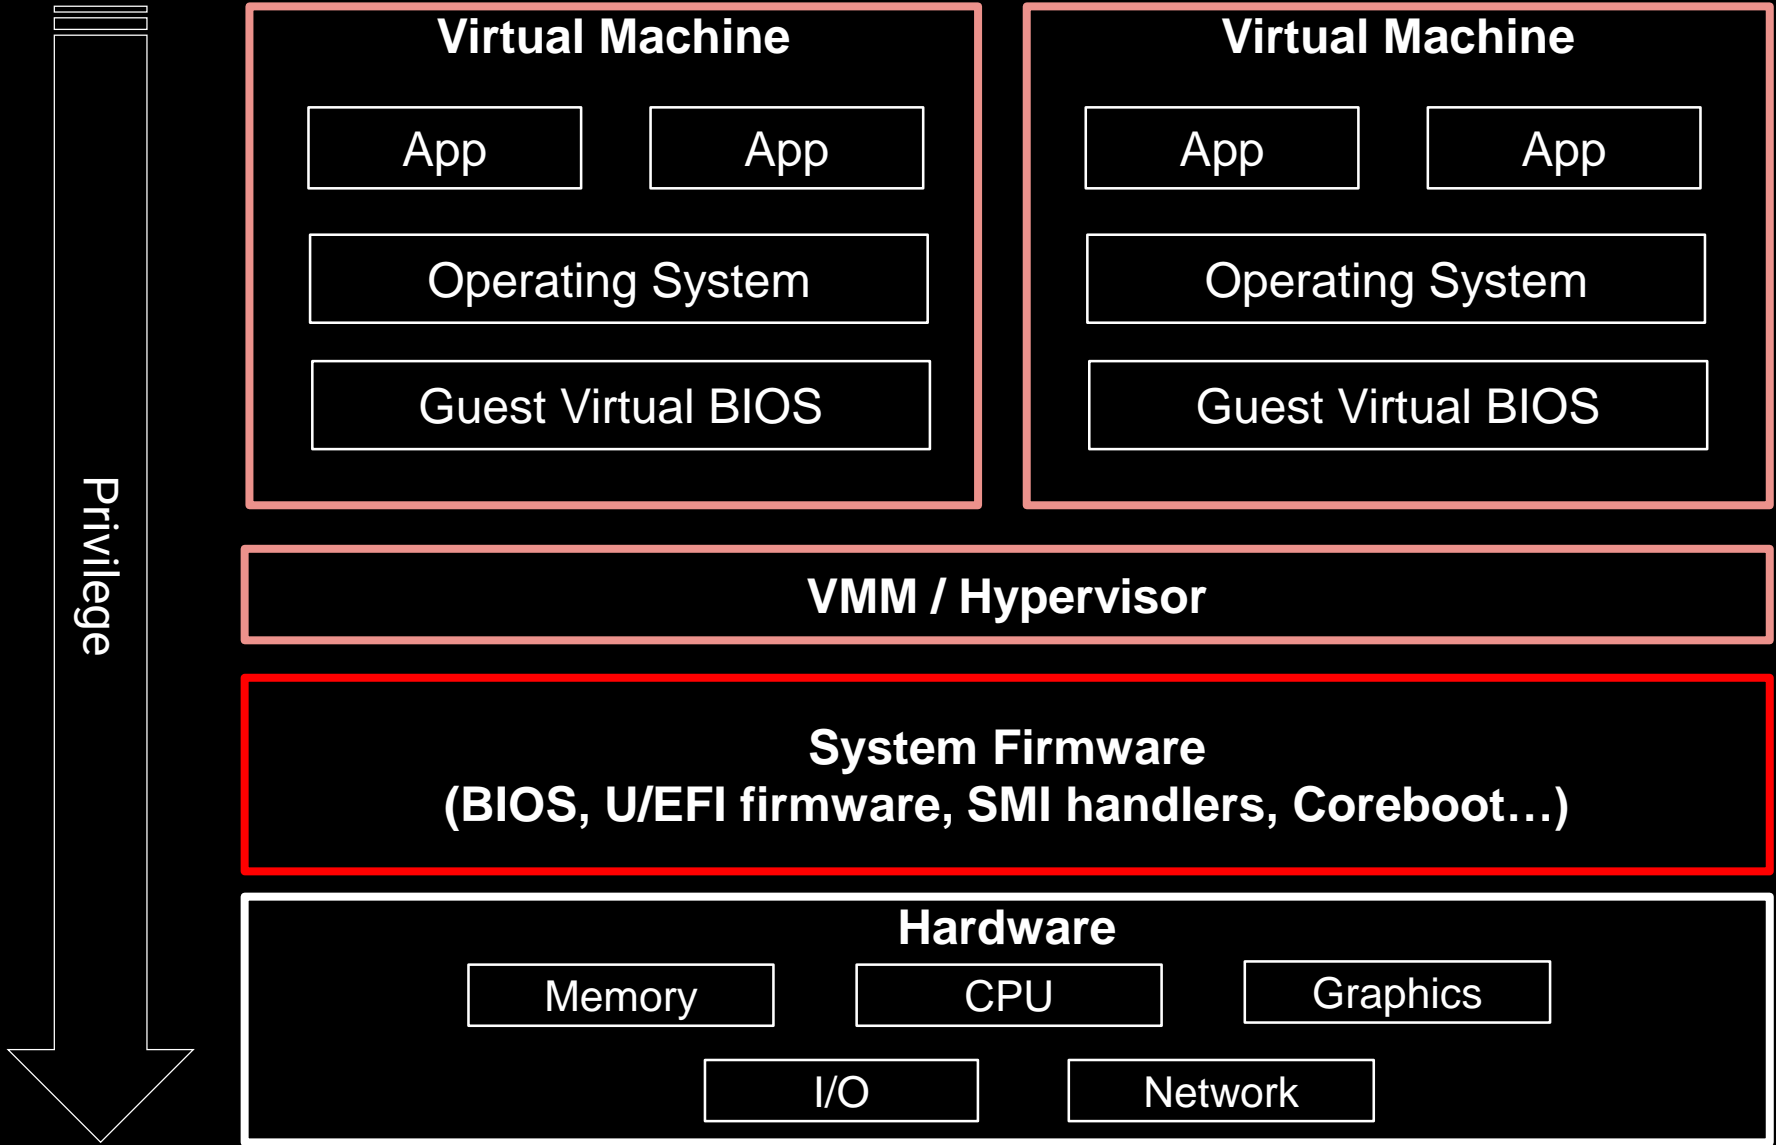 Privilege
Virtual Machine
App App
Operating System
Guest Virtual BIOS
Virtual Machine
App App
Operating System
Guest Virtual BIOS
VMM / Hypervisor
System Firmware
(BIOS, U/EFI firmware, SMI handlers, Coreboot…)
Hardware
Memory CPU Graphics
I/O Network